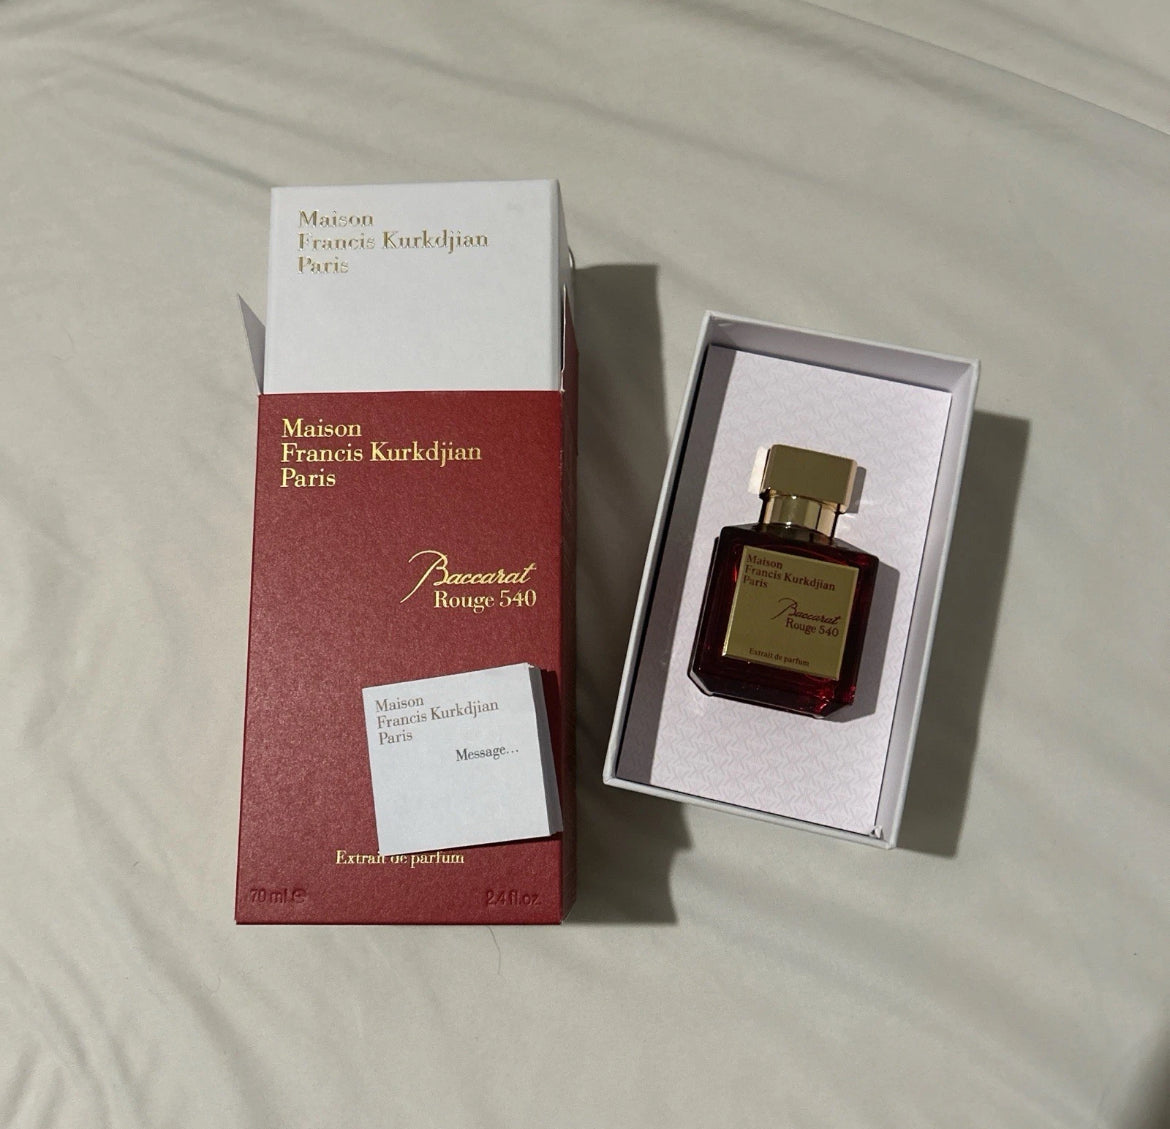 Maison
Francis Kurkdjian
Paris
Maison
Francis Kurkdjian
Paris
Baccarat
Rouge 540
Maison
Francis Kurkdjian
Paris
Message...
Extrait de parfum
70 ml ℮
2.4 fl.oz
Maison
Francis Kurkdjian
Paris
Baccarat
Rouge 540
Extrait de parfum